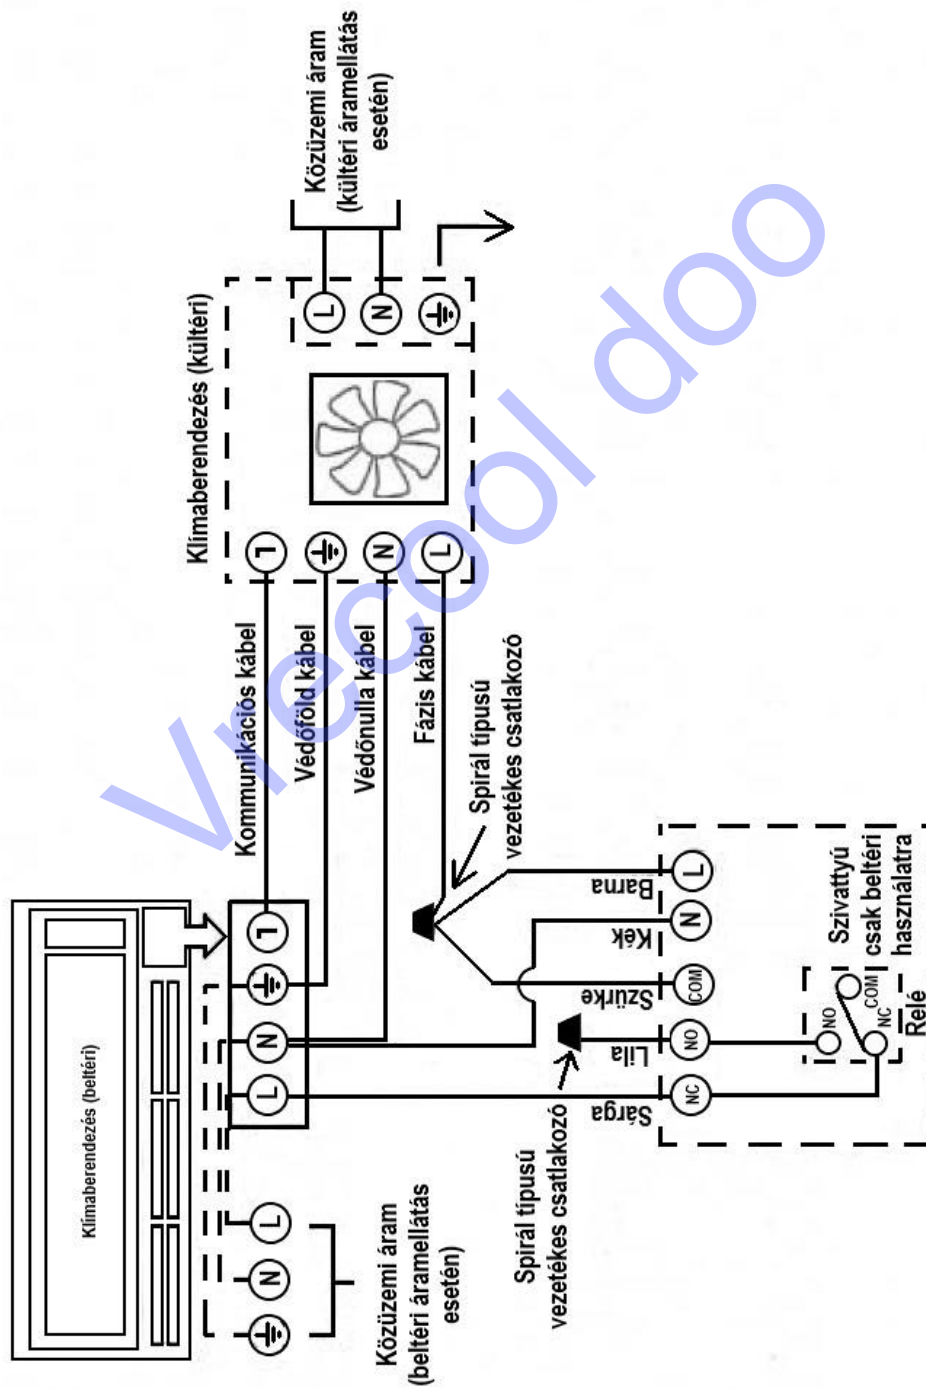 Klímaberendezés (beltéri)
Közüzemi áram
(beltéri áramellátás
esetén)
L
N
L
N
L
Kommunikációs kábel
Védőföld kábel
Védőnulla kábel
Fázis kábel
Klímaberendezés (kültéri)
L
N
L
L
N
Közüzemi áram
(kültéri áramellátás
esetén)
Spirál típusú
vezetékes csatlakozó
Spirál típusú
vezetékes csatlakozó
Sárga
Lila
Szürke
Kék
Barna
NC
NO
COM
N
L
NO
COM
NC
Relé
Szivattyú
csak beltéri
használatra
Vrecool doo